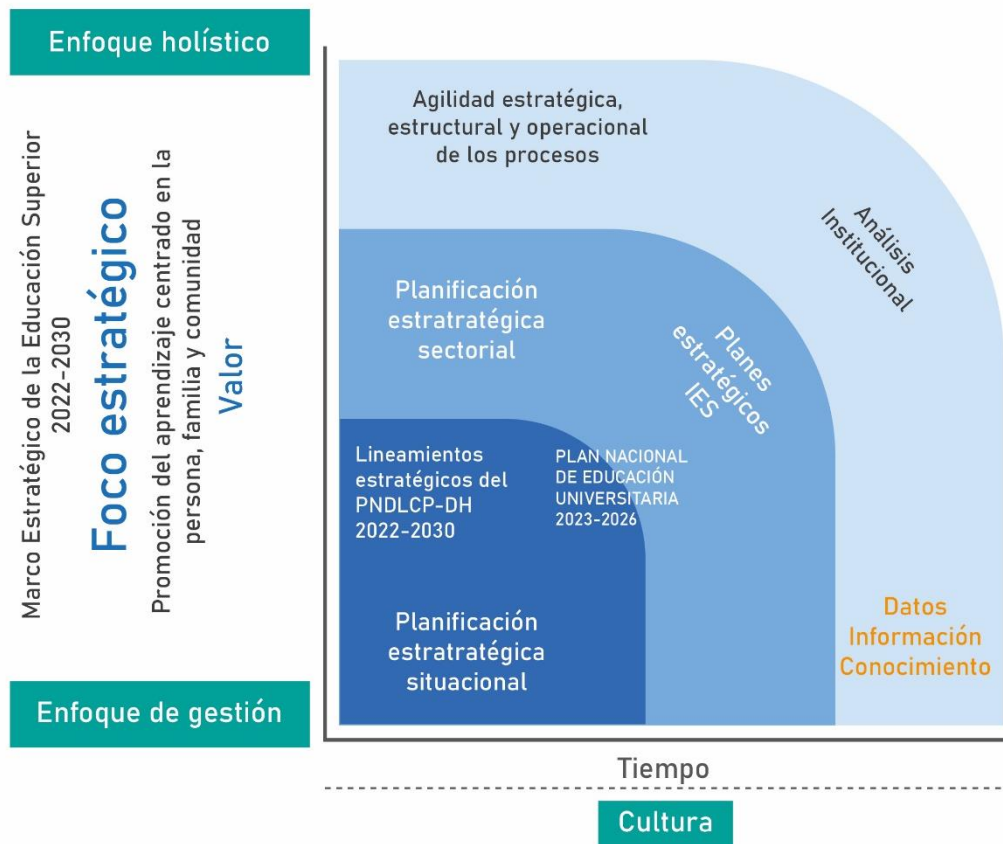 Enfoque holístico
Marco Estratégico de la Educación Superior
2022-2030
Foco estratégico
Promoción del aprendizaje centrado en la
persona, familia y comunidad
Valor
Enfoque de gestión
Agilidad estratégica,
estructural y operacional
de los procesos
Análisis
Institucional
Planificación
estratratégica
sectorial
Planes
estratégicos
IES
Lineamientos
estratégicos del
PNDLCP-DH
2022-2030
PLAN NACIONAL
DE EDUCACIÓN
UNIVERSITARIA
2023-2026
Planificación
estratratégica
situacional
Datos
Información
Conocimiento
Tiempo
Cultura